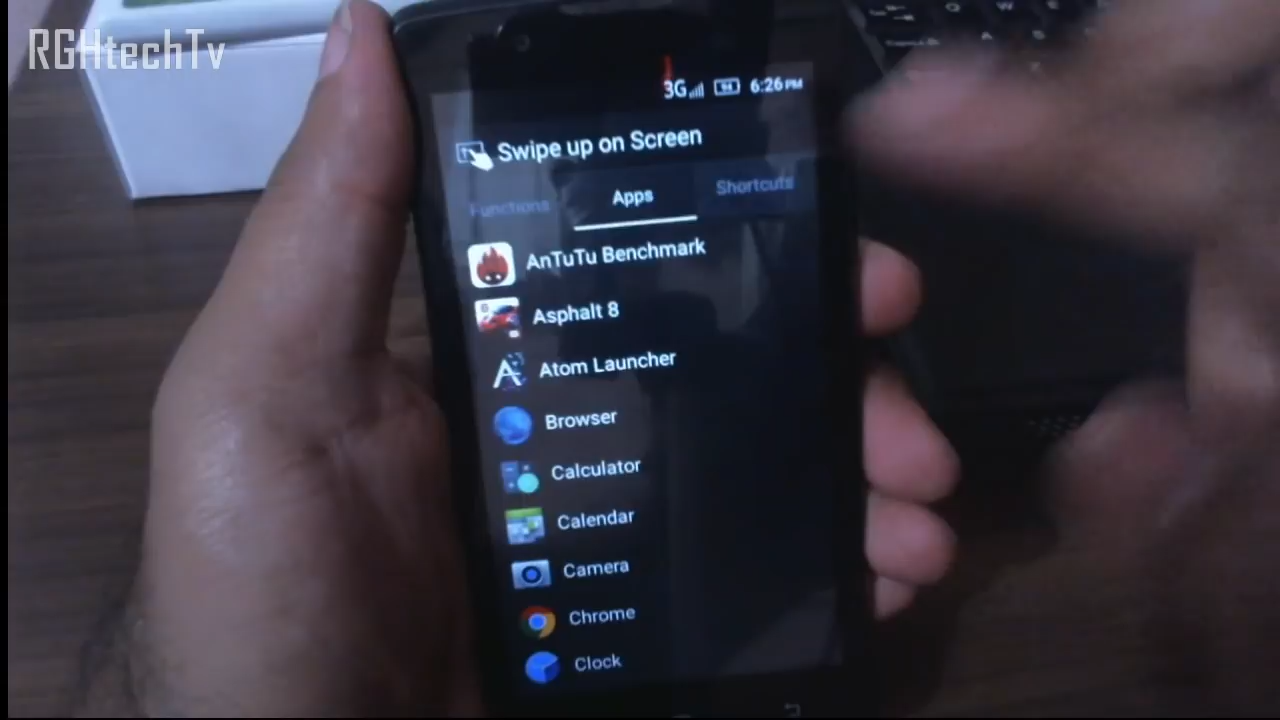 RGHtechTv
3G 94 6:26 PM
Swipe up on Screen
Functions Apps Shortcuts
AnTuTu Benchmark
Asphalt 8
Atom Launcher
Browser
Calculator
Calendar
Camera
Chrome
Clock
Q W
A S